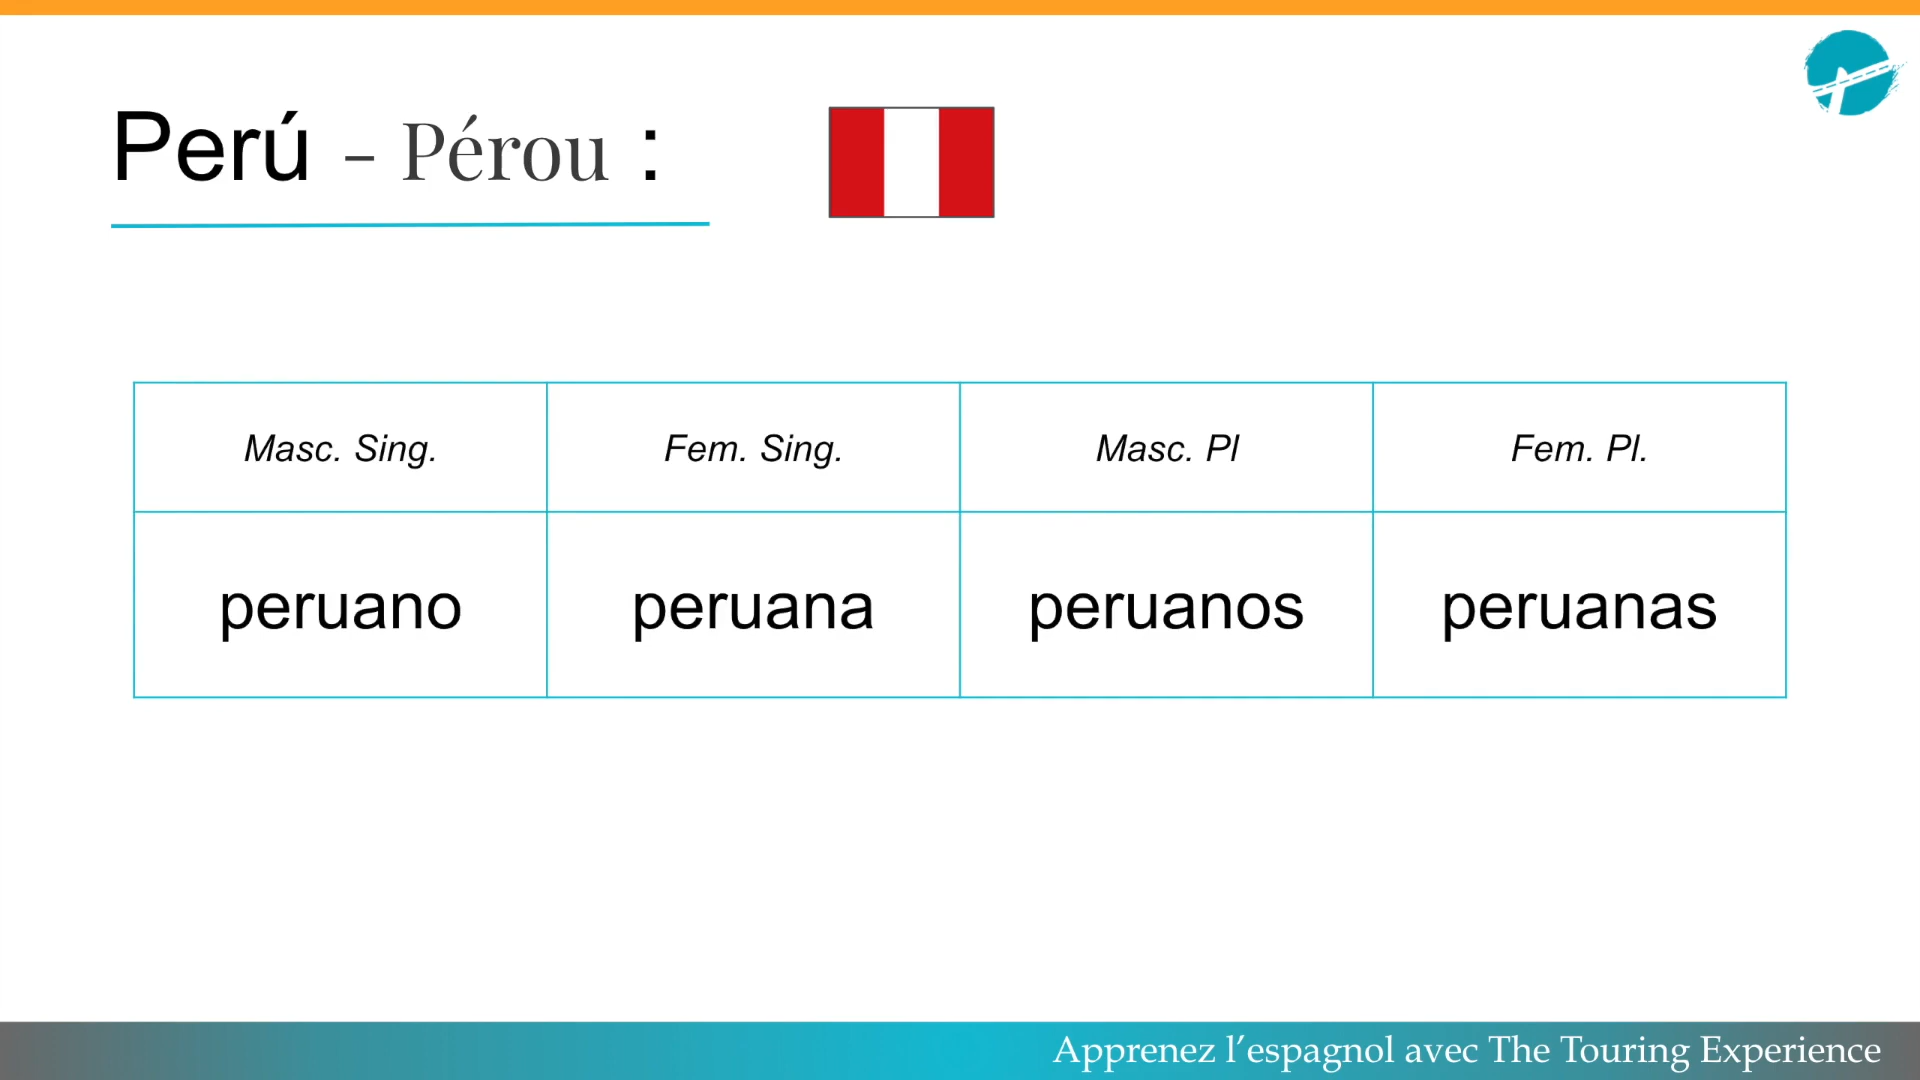 Perú - Pérou :
Masc. Sing.
Fem. Sing.
Masc. Pl
Fem. Pl.
peruano
peruana
peruanos
peruanas
Apprenez l’espagnol avec The Touring Experience